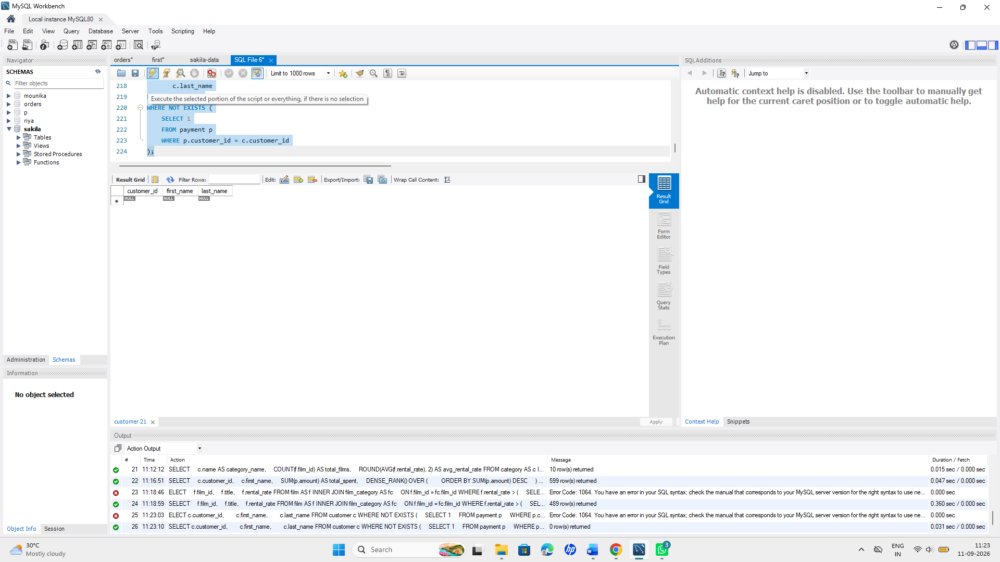 MySQL Workbench
Local instance MySQL80
File Edit View Query Database Server Tools Scripting Help
Navigator
SCHEMAS
Filter objects
mounika
orders
p
riya
sakila
Tables
Views
Stored Procedures
Functions
Administration Schemas
Information
No object selected
Object Info Session
orders* first* sakila-data SQL File 6*
Limit to 1000 rows
218 c.last_name
219
Execute the selected portion of the script or everything, if there is no selection
220 WHERE NOT EXISTS (
221 SELECT 1
222 FROM payment p
223 WHERE p.customer_id = c.customer_id
224 );
Result Grid Filter Rows: Edit: Export/Import: Wrap Cell Content:
customer_id first_name last_name
NULL NULL NULL
Result Grid
Form Editor
Field Types
Query Stats
Execution Plan
customer 21 Apply
SQLAdditions
Jump to
Automatic context help is disabled. Use the toolbar to manually get
help for the current caret position or to toggle automatic help.
Context Help Snippets
Output
Action Output
# Time Action Message Duration / Fetch
21 11:12:12 SELECT c.name AS category_name, COUNT(f.film_id) AS total_films, ROUND(AVG(f.rental_rate), 2) AS avg_rental_rate FROM category AS c I... 10 row(s) returned 0.015 sec / 0.000 sec
22 11:16:51 SELECT c.customer_id, c.first_name, SUM(p.amount) AS total_spent, DENSE_RANK() OVER ( ORDER BY SUM(p.amount) DESC ) ... 599 row(s) returned 0.047 sec / 0.000 sec
23 11:18:46 ELECT f.film_id, f.title, f.rental_rate FROM film AS f INNER JOIN film_category AS fc ON f.film_id = fc.film_id WHERE f.rental_rate > ( SELE... Error Code: 1064. You have an error in your SQL syntax; check the manual that corresponds to your MySQL server version for the right syntax to use ne... 0.000 sec
24 11:18:59 SELECT f.film_id, f.title, f.rental_rate FROM film AS f INNER JOIN film_category AS fc ON f.film_id = fc.film_id WHERE f.rental_rate > ( SEL... 489 row(s) returned 0.360 sec / 0.000 sec
25 11:23:03 ELECT c.customer_id, c.first_name, c.last_name FROM customer c WHERE NOT EXISTS ( SELECT 1 FROM payment p WHERE p.c... Error Code: 1064. You have an error in your SQL syntax; check the manual that corresponds to your MySQL server version for the right syntax to use ne... 0.000 sec
26 11:23:10 SELECT c.customer_id, c.first_name, c.last_name FROM customer c WHERE NOT EXISTS ( SELECT 1 FROM payment p WHERE p... 0 row(s) returned 0.031 sec / 0.000 sec
30°C
Mostly cloudy
Search
3
ENG
IN
11:23
11-09-2026